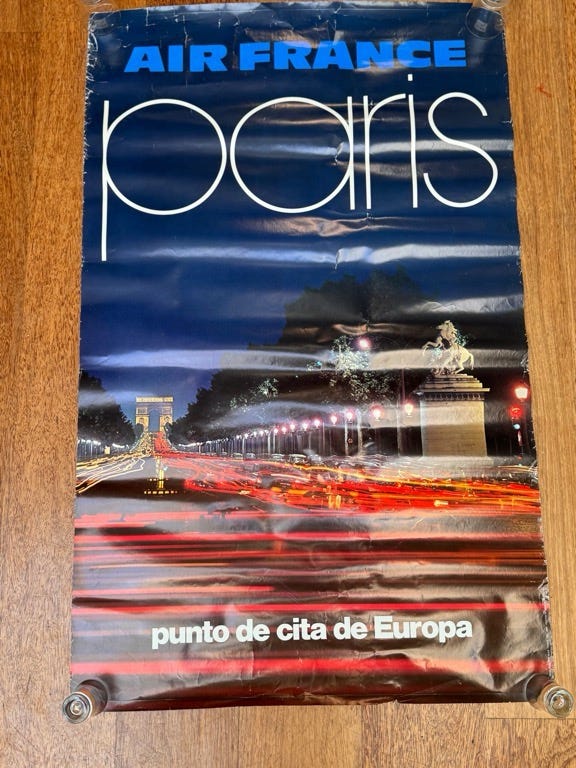 AIR FRANCE
paris
punto de cita de Europa